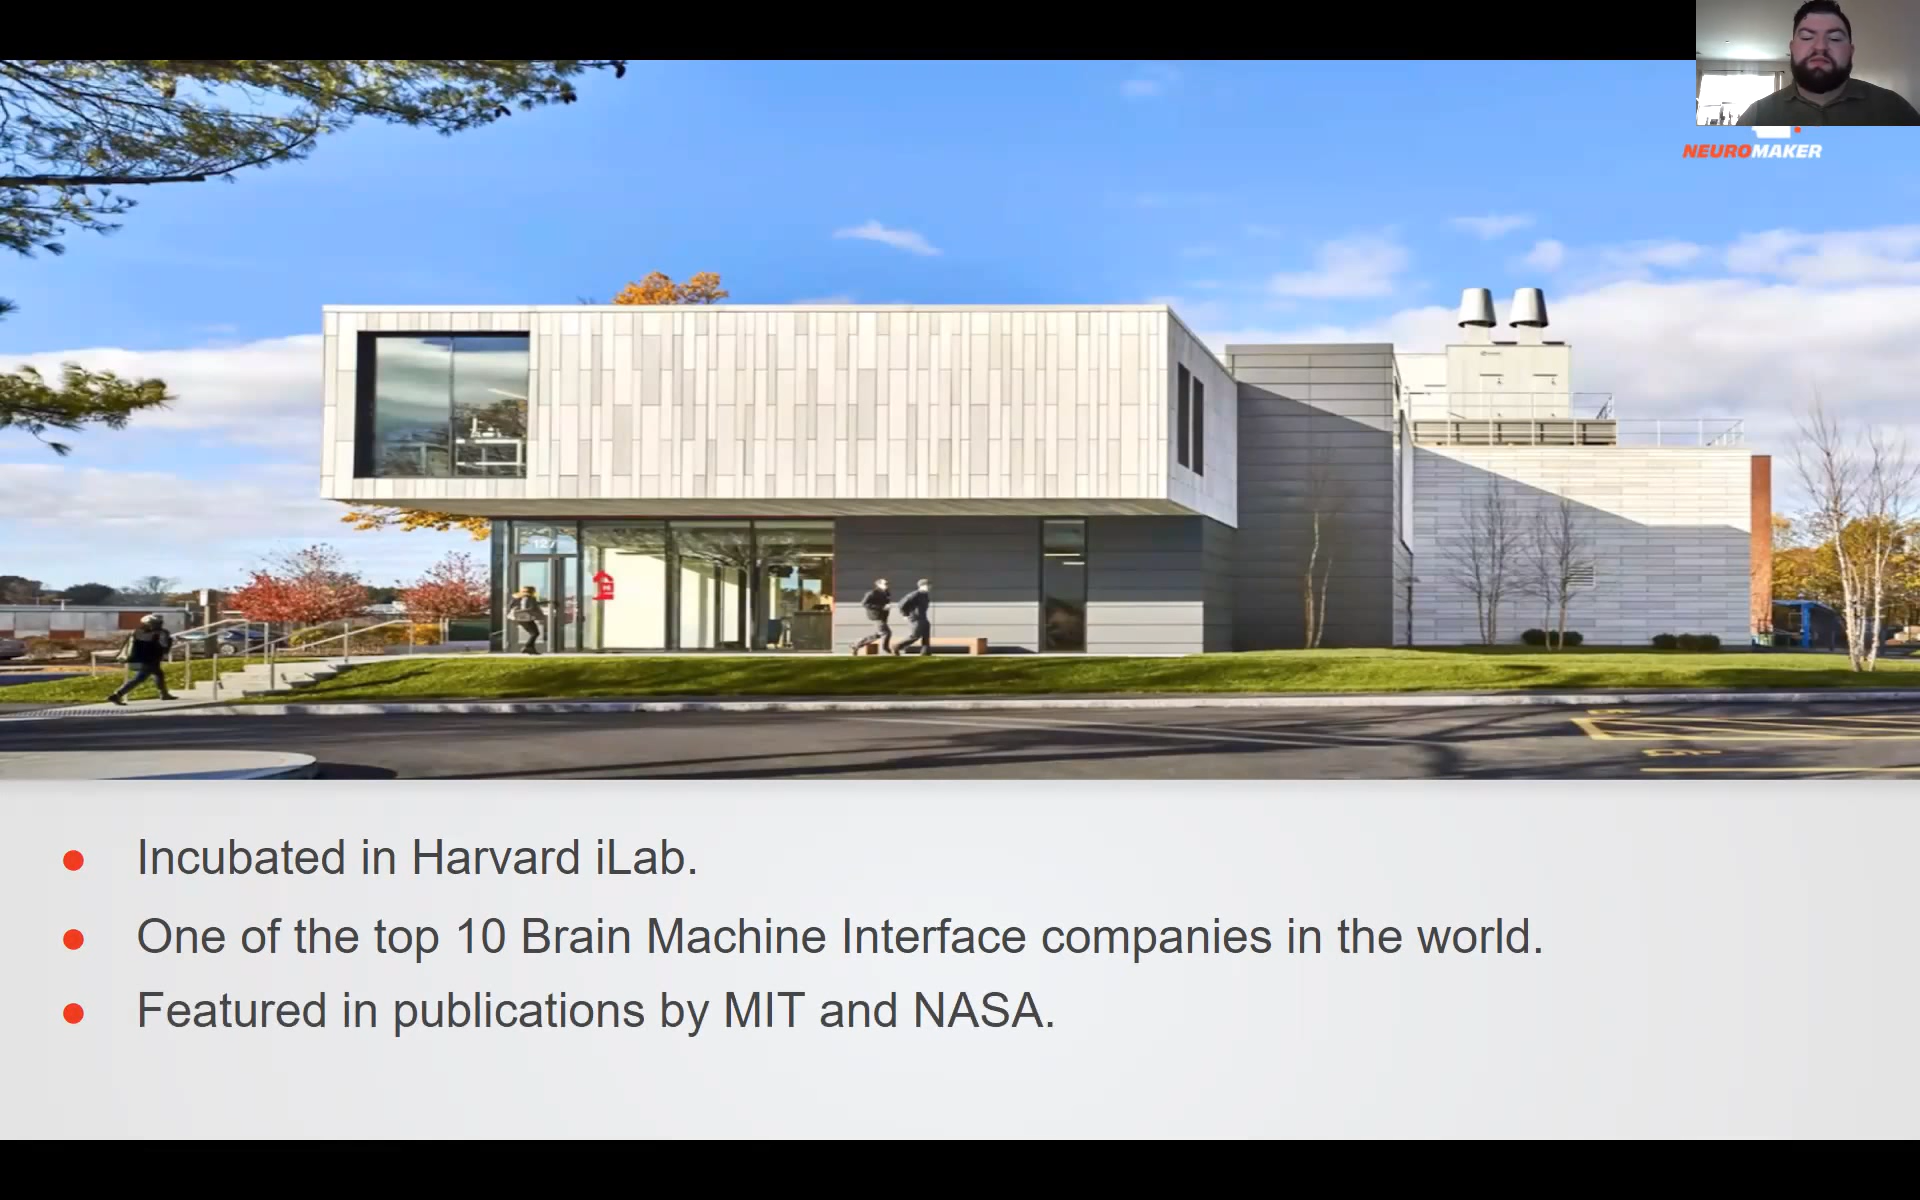 NEUROMAKER
127
Incubated in Harvard iLab.
One of the top 10 Brain Machine Interface companies in the world.
Featured in publications by MIT and NASA.